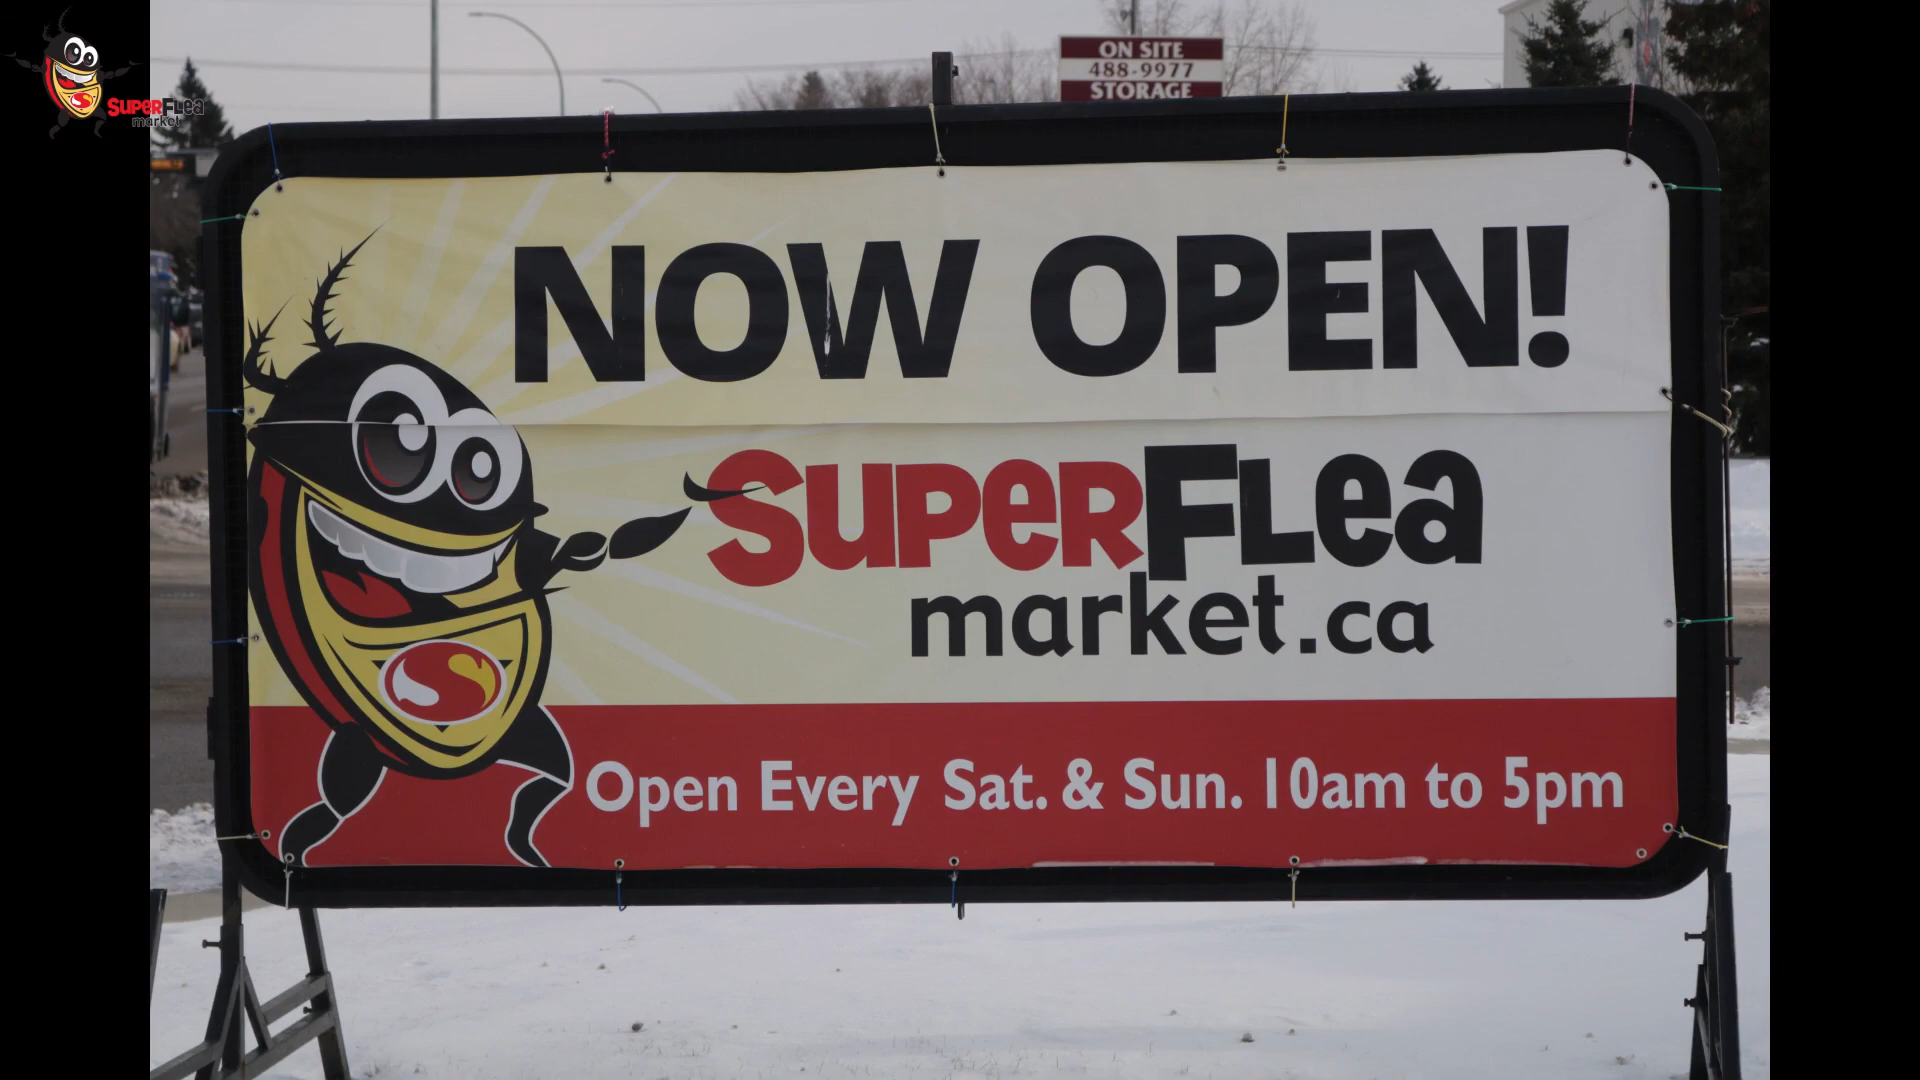 SuperFlea
market
ON SITE
488-9977
STORAGE
NOW OPEN!
SuperFlea
market.ca
S
Open Every Sat. & Sun. 10am to 5pm